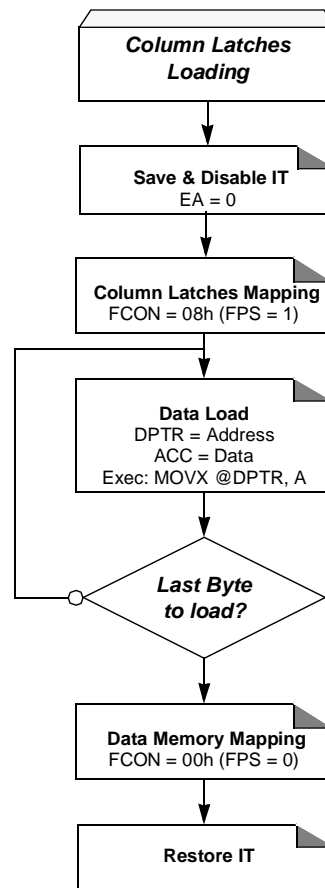 Column Latches
Loading
Save & Disable IT
EA = 0
Column Latches Mapping
FCON = 08h (FPS = 1)
Data Load
DPTR = Address
ACC = Data
Exec: MOVX @DPTR, A
Last Byte
to load?
Data Memory Mapping
FCON = 00h (FPS = 0)
Restore IT